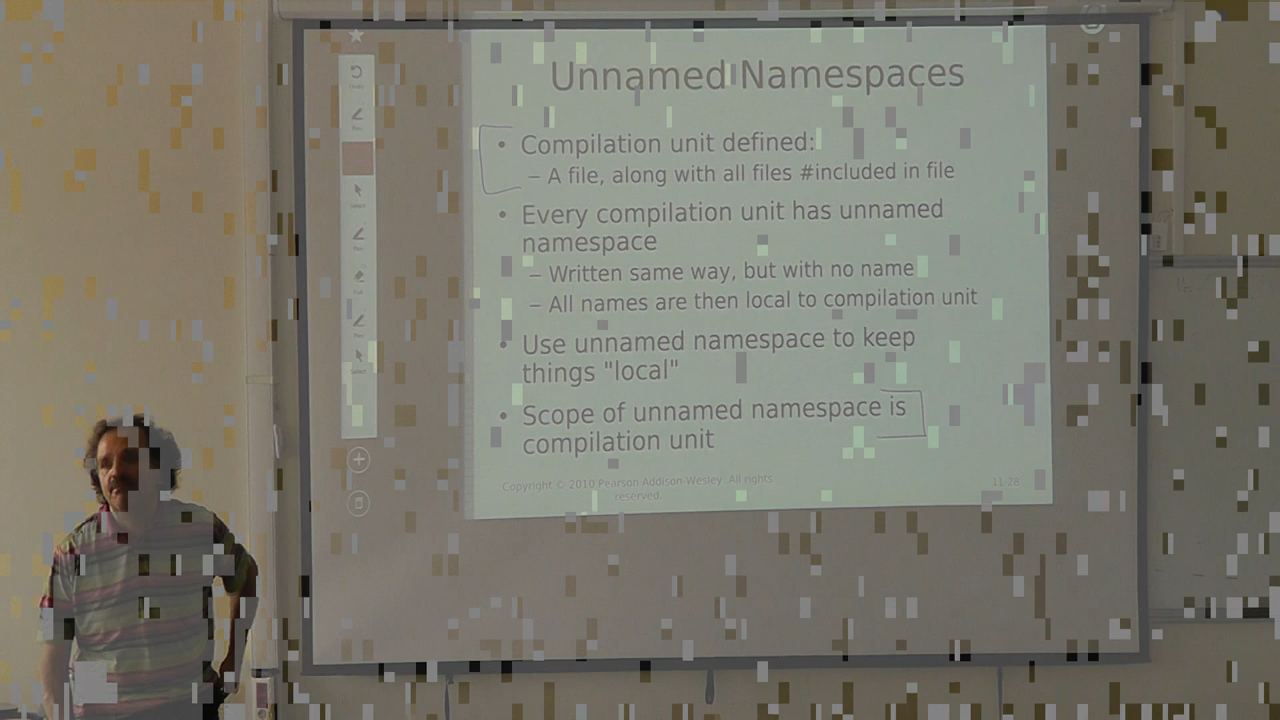 Unnamed Namespaces
• Compilation unit defined:
– A file, along with all files #included in file
• Every compilation unit has unnamed
namespace
– Written same way, but with no name
– All names are then local to compilation unit
• Use unnamed namespace to keep
things "local"
• Scope of unnamed namespace is
compilation unit
Copyright © 2010 Pearson Addison-Wesley. All rights
reserved.
11-28
Select
Select